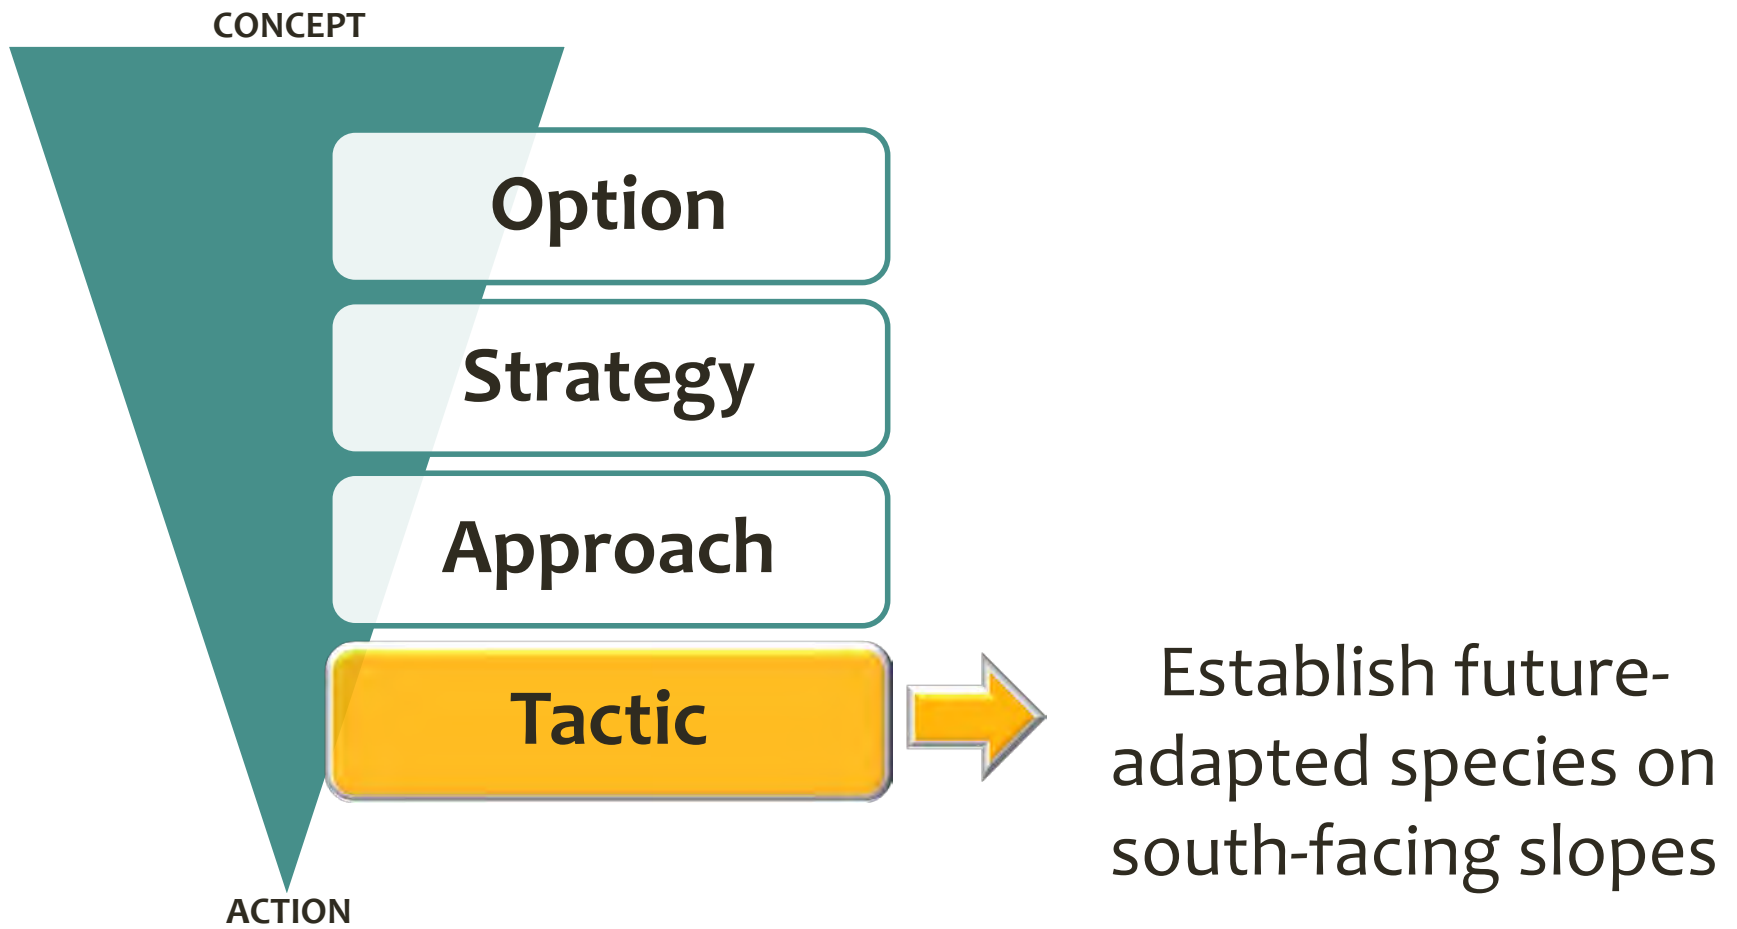 CONCEPT
Option
Strategy
Approach
Tactic
Establish future-
adapted species on
south-facing slopes
ACTION